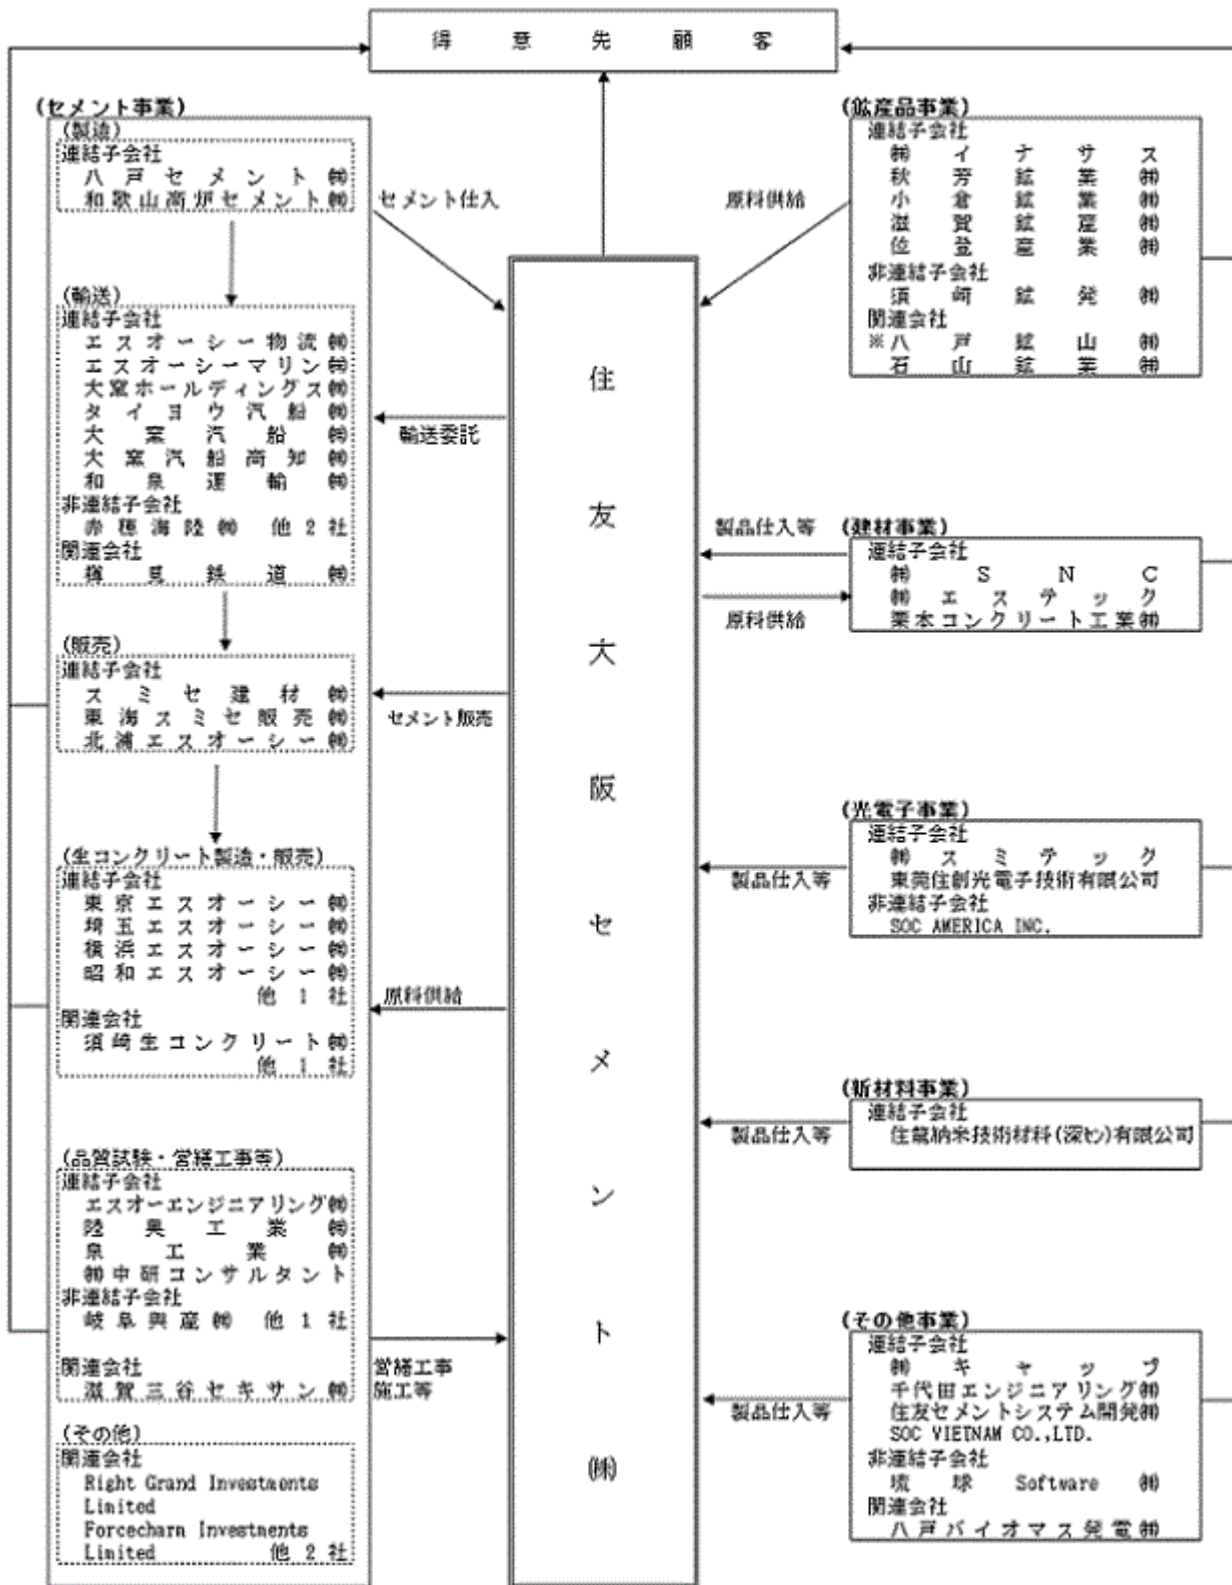 得意先顧客
(セメント事業)
(製造)
連結子会社
八戸セメント㈱
和歌山高炉セメント㈱
(輸送)
連結子会社
エスオーシー物流㈱
エスオーシーマリン㈱
大窯ホールディングス㈱
タイヨウ汽船㈱
大窯汽船㈱
大窯汽船高知㈱
和泉運輸㈱
非連結子会社
赤穂海陸㈱ 他2社
関連会社
樽見鉄道㈱
(販売)
連結子会社
スミセ建材㈱
東海スミセ販売㈱
北浦エスオーシー㈱
(生コンクリート製造・販売)
連結子会社
東京エスオーシー㈱
埼玉エスオーシー㈱
横浜エスオーシー㈱
昭和エスオーシー㈱
他1社
関連会社
須崎生コンクリート㈱
他1社
(品質試験・営繕工事等)
連結子会社
エスオーエンジニアリング㈱
陸奥工業㈱
泉工業㈱
㈱中研コンサルタント
非連結子会社
岐阜興産㈱ 他1社
関連会社
滋賀三谷セキサン㈱
(その他)
関連会社
Right Grand Investments
Limited
Forcecharm Investments
Limited 他2社
セメント仕入
輸送委託
セメント販売
原料供給
営繕工事
施工等
住友大阪セメント㈱
原料供給
製品仕入等
原料供給
製品仕入等
製品仕入等
製品仕入等
(鉱産品事業)
連結子会社
㈱イナサス
秋芳鉱業㈱
小倉鉱業㈱
滋賀鉱産㈱
位登産業㈱
非連結子会社
須崎鉱発㈱
関連会社
※八戸鉱山㈱
石山鉱業㈱
(建材事業)
連結子会社
㈱SNC
㈱エステック
栗本コンクリート工業㈱
(光電子事業)
連結子会社
㈱スミテック
東莞住創光電子技術有限公司
非連結子会社
SOC AMERICA INC.
(新材料事業)
連結子会社
住龍納米技術材料(深セン)有限公司
(その他事業)
連結子会社
㈱キャップ
千代田エンジニアリング㈱
住友セメントシステム開発㈱
SOC VIETNAM CO.,LTD.
非連結子会社
琉球 Software ㈱
関連会社
八戸バイオマス発電㈱